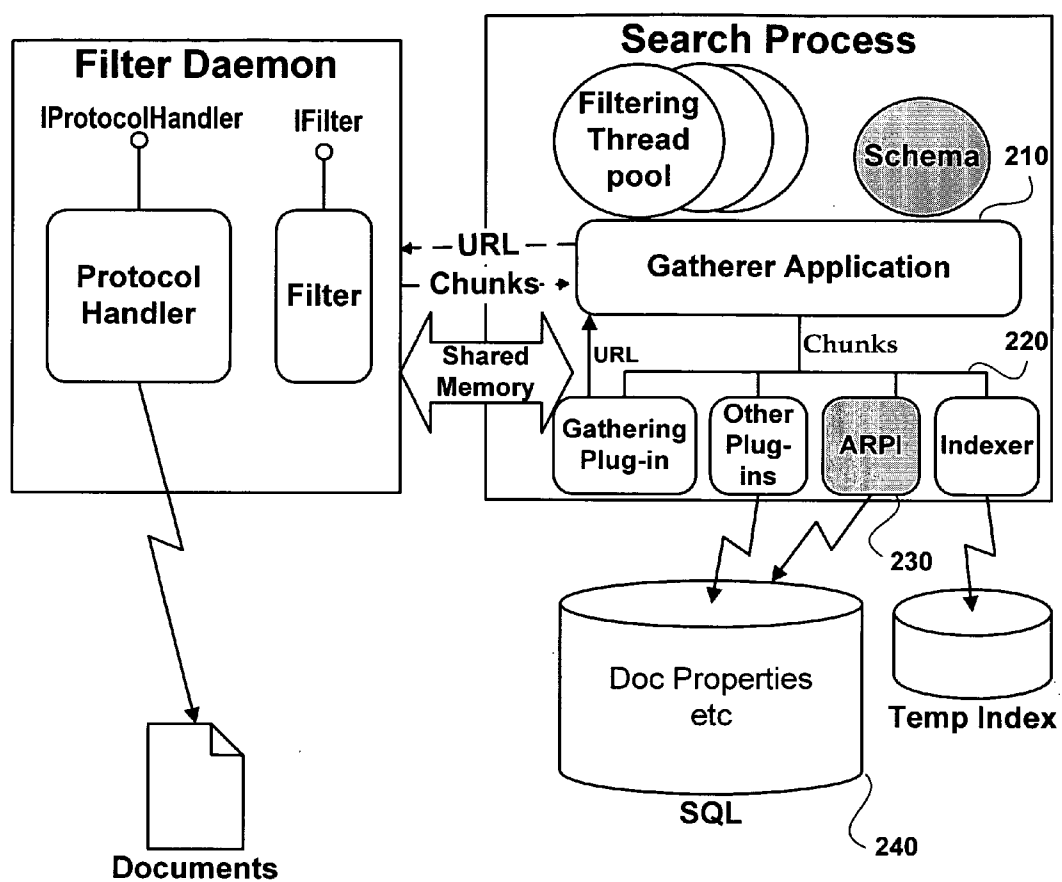 Filter Daemon
IProtocolHandler
IFilter
Protocol
Handler
Filter
Search Process
Filtering
Thread
pool
Schema
210
URL
Chunks
Gatherer Application
Shared
Memory
URL
Chunks
220
Gathering
Plug-in
Other
Plug-
ins
ARPI
Indexer
230
Doc Properties
etc
SQL
240
Temp Index
Documents